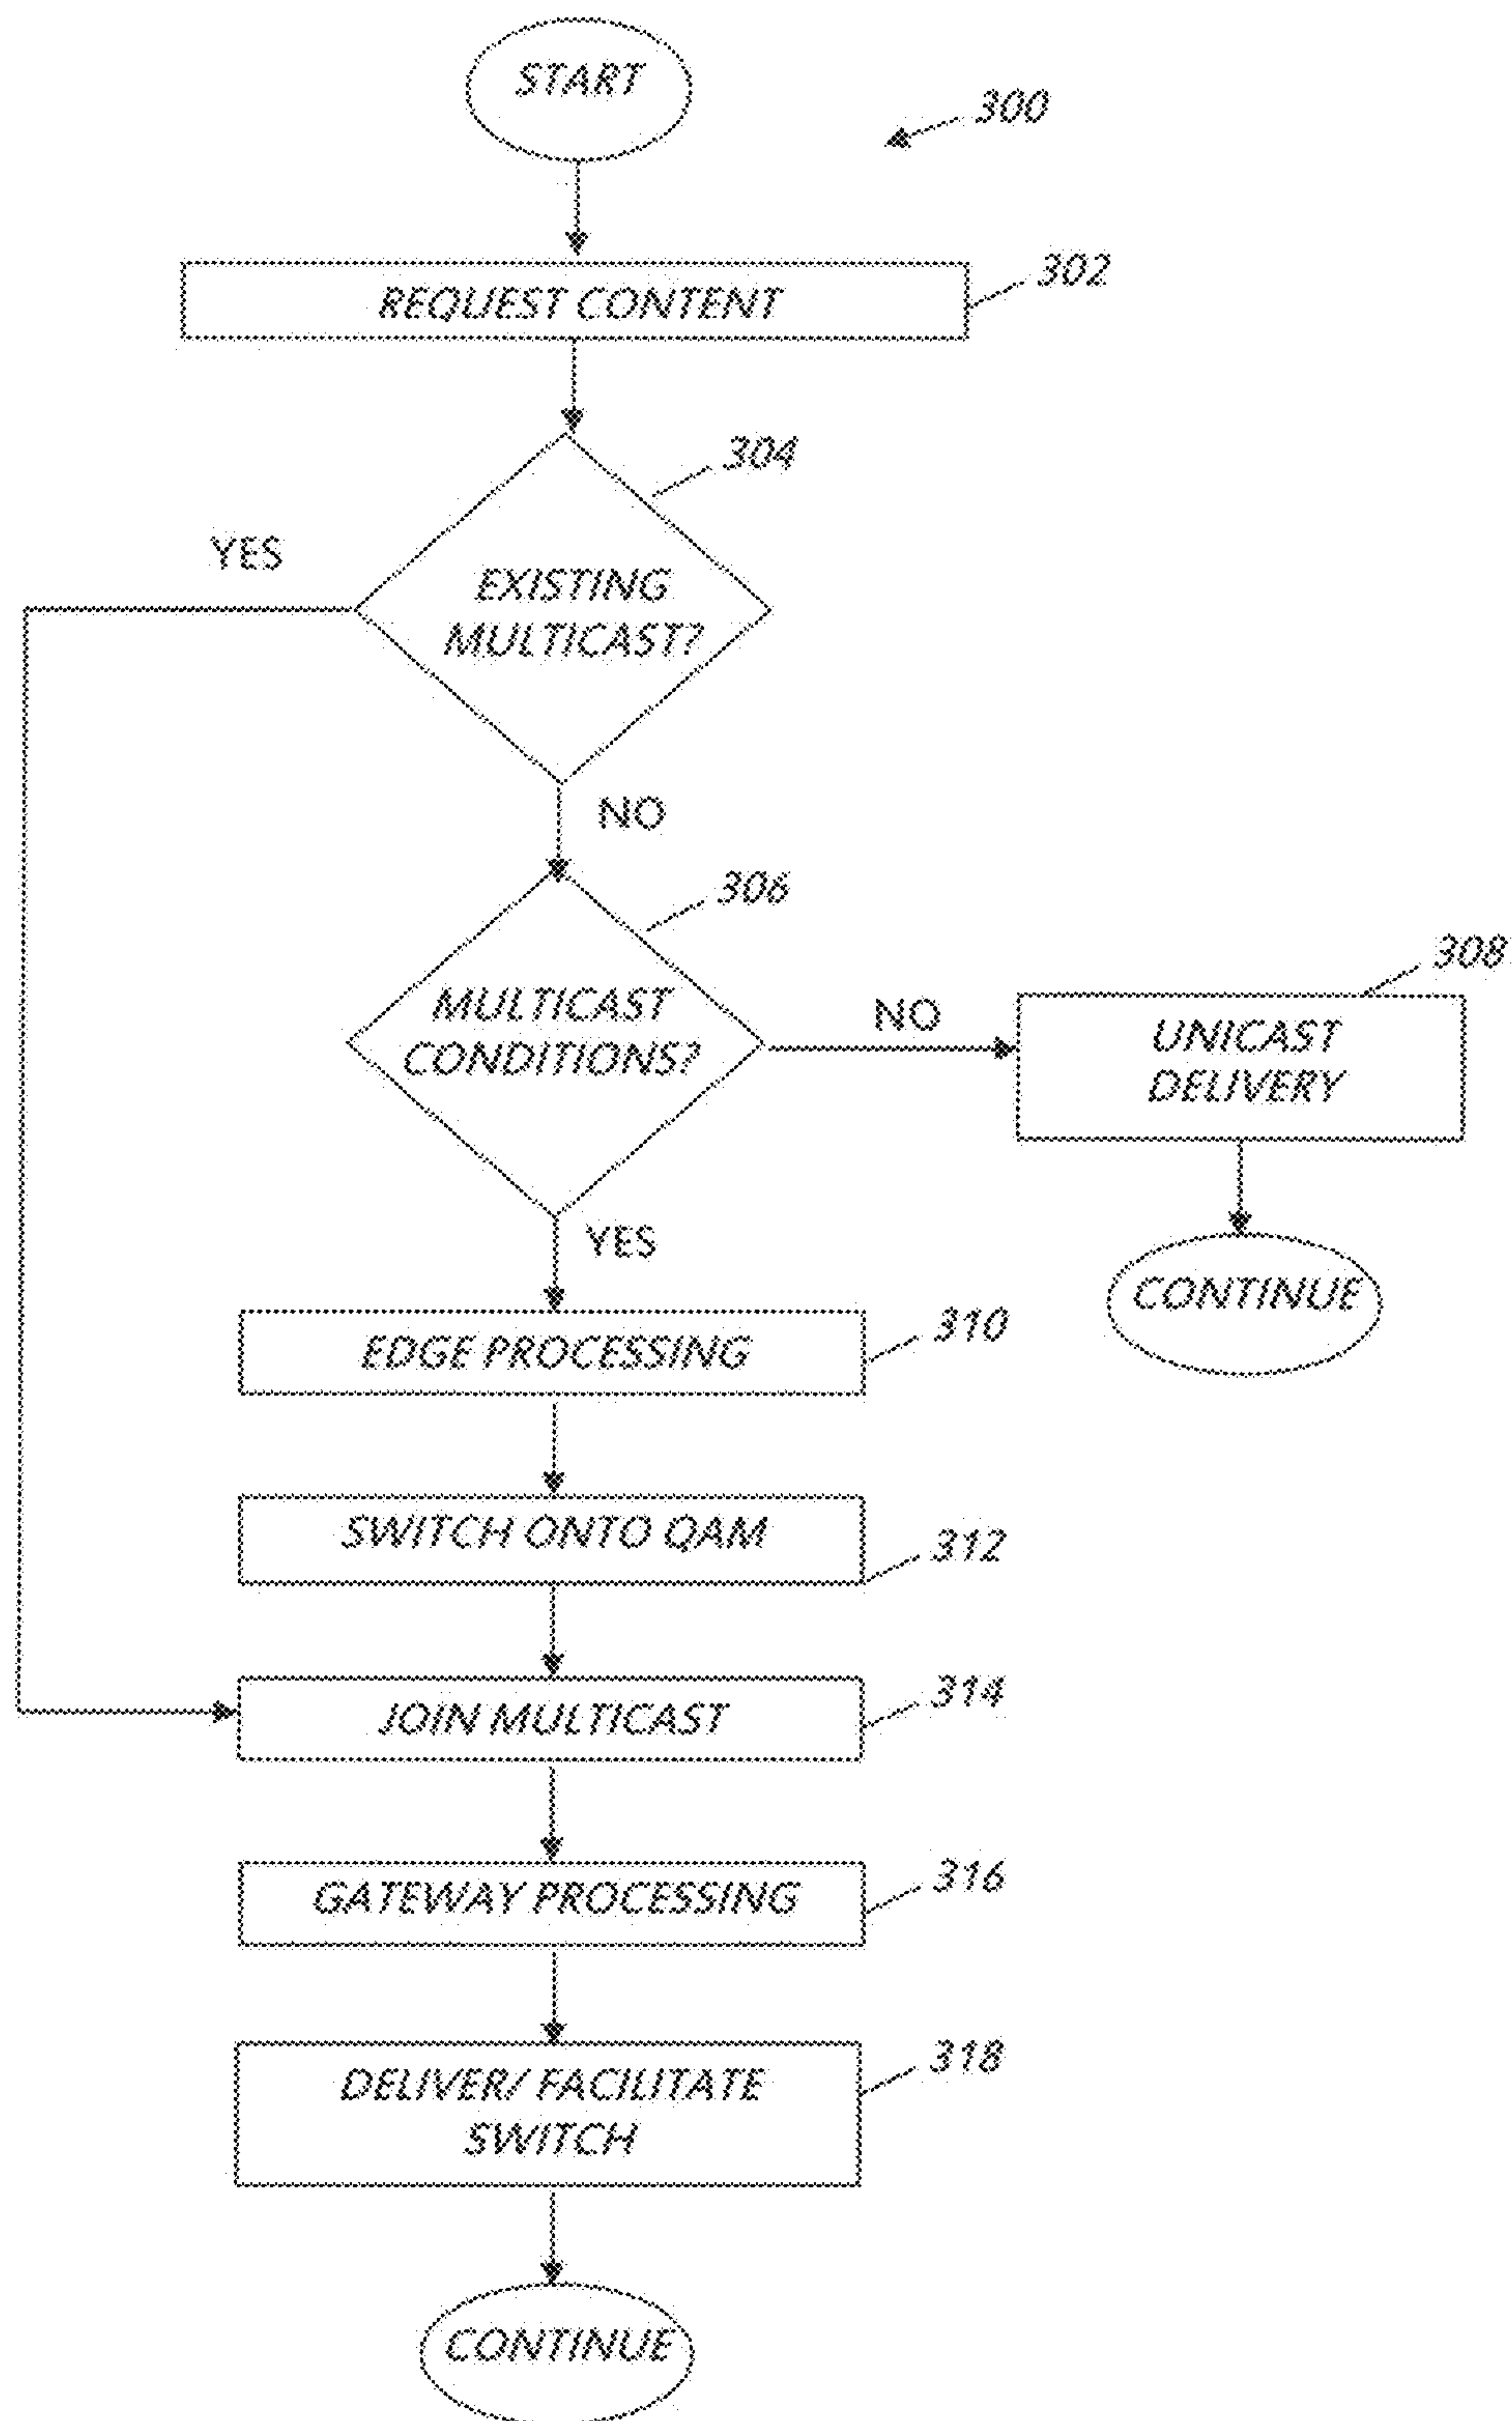 START
300
REQUEST CONTENT
302
304
YES
EXISTING
MULTICAST?
NO
306
MULTICAST
CONDITIONS?
NO
308
UNICAST
DELIVERY
YES
CONTINUE
EDGE PROCESSING
310
SWITCH ONTO QAM
312
JOIN MULTICAST
314
GATEWAY PROCESSING
316
DELIVER/ FACILITATE
SWITCH
318
CONTINUE